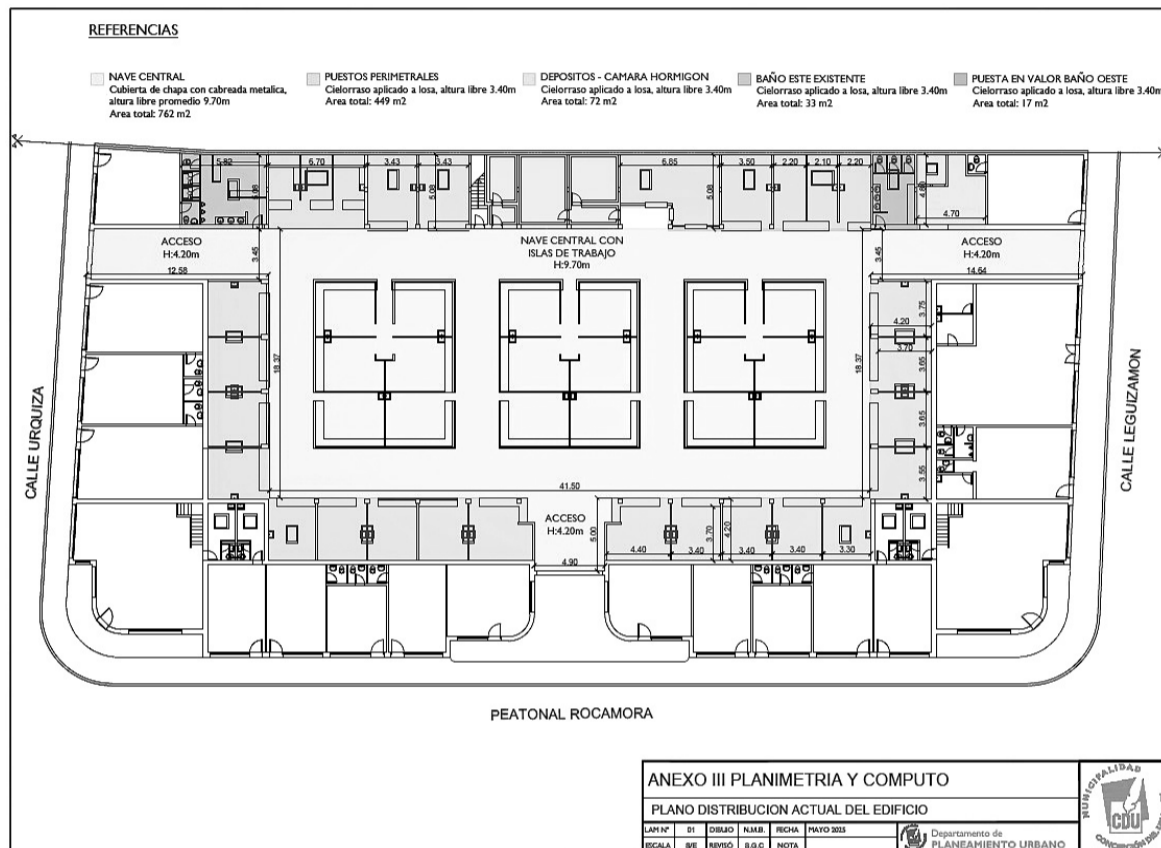 REFERENCIAS
NAVE CENTRAL
Cubierta de chapa con cabreada metalica,
altura libre promedio 9.70m
Area total: 762 m2
PUESTOS PERIMETRALES
Cielorraso aplicado a losa, altura libre 3.40m
Area total: 449 m2
DEPOSITOS - CAMARA HORMIGON
Cielorraso aplicado a losa, altura libre 3.40m
Area total: 72 m2
BAÑO ESTE EXISTENTE
Cielorraso aplicado a losa, altura libre 3.40m
Area total: 33 m2
PUESTA EN VALOR BAÑO OESTE
Cielorraso aplicado a losa, altura libre 3.40m
Area total: 17 m2
5.82
6.70
3.43
3.43
6.85
3.50
2.20
2.10
2.20
5.08
5.08
5.08
4.60
4.70
ACCESO
H:4.20m
12.58
3.45
NAVE CENTRAL CON
ISLAS DE TRABAJO
H:9.70m
3.45
ACCESO
H:4.20m
14.64
18.37
18.37
4.20
3.70
3.75
3.65
3.65
3.55
41.50
ACCESO
H:4.20m
5.00
4.90
4.40
3.40
3.70
4.20
3.40
3.40
3.30
CALLE URQUIZA
CALLE LEGUIZAMON
PEATONAL ROCAMORA
ANEXO III PLANIMETRIA Y COMPUTO
PLANO DISTRIBUCION ACTUAL DEL EDIFICIO
LAM N° 01 DIBUJO N.M.B. FECHA MAYO 2025
ESCALA S/E REVISÓ B.G.C NOTA
Departamento de
PLANEAMIENTO URBANO
MUNICIPALIDAD
CDU